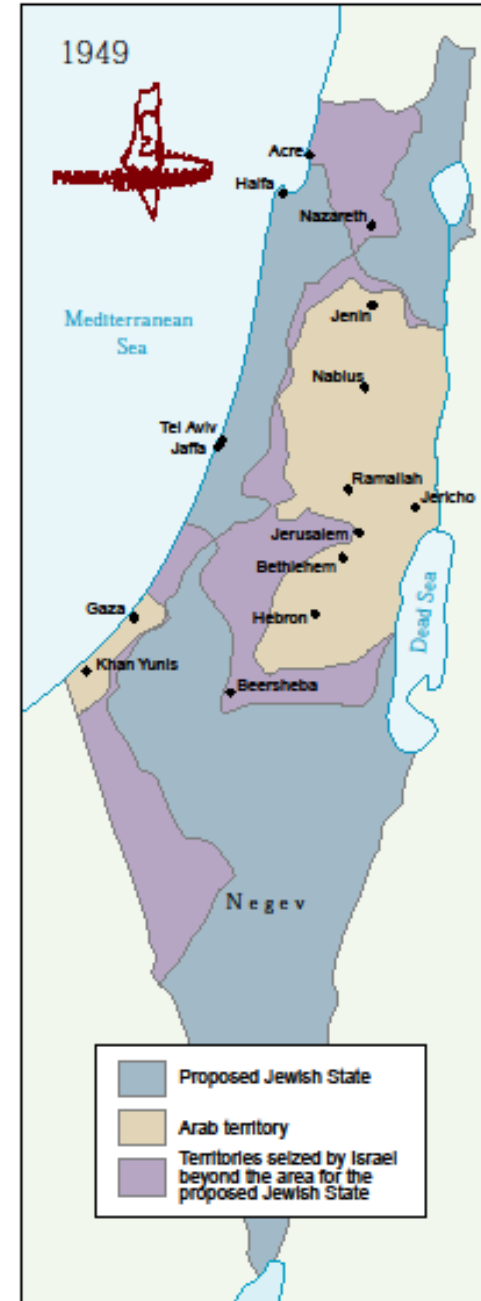 1949
Acre
Haifa
Nazareth
Mediterranean
Sea
Jenin
Nablus
Tel Aviv
Jaffa
Ramallah
Jericho
Jerusalem
Bethlehem
Dead Sea
Gaza
Hebron
Khan Yunis
Beersheba
Negev
Proposed Jewish State
Arab territory
Territories seized by Israel
beyond the area for the
proposed Jewish State